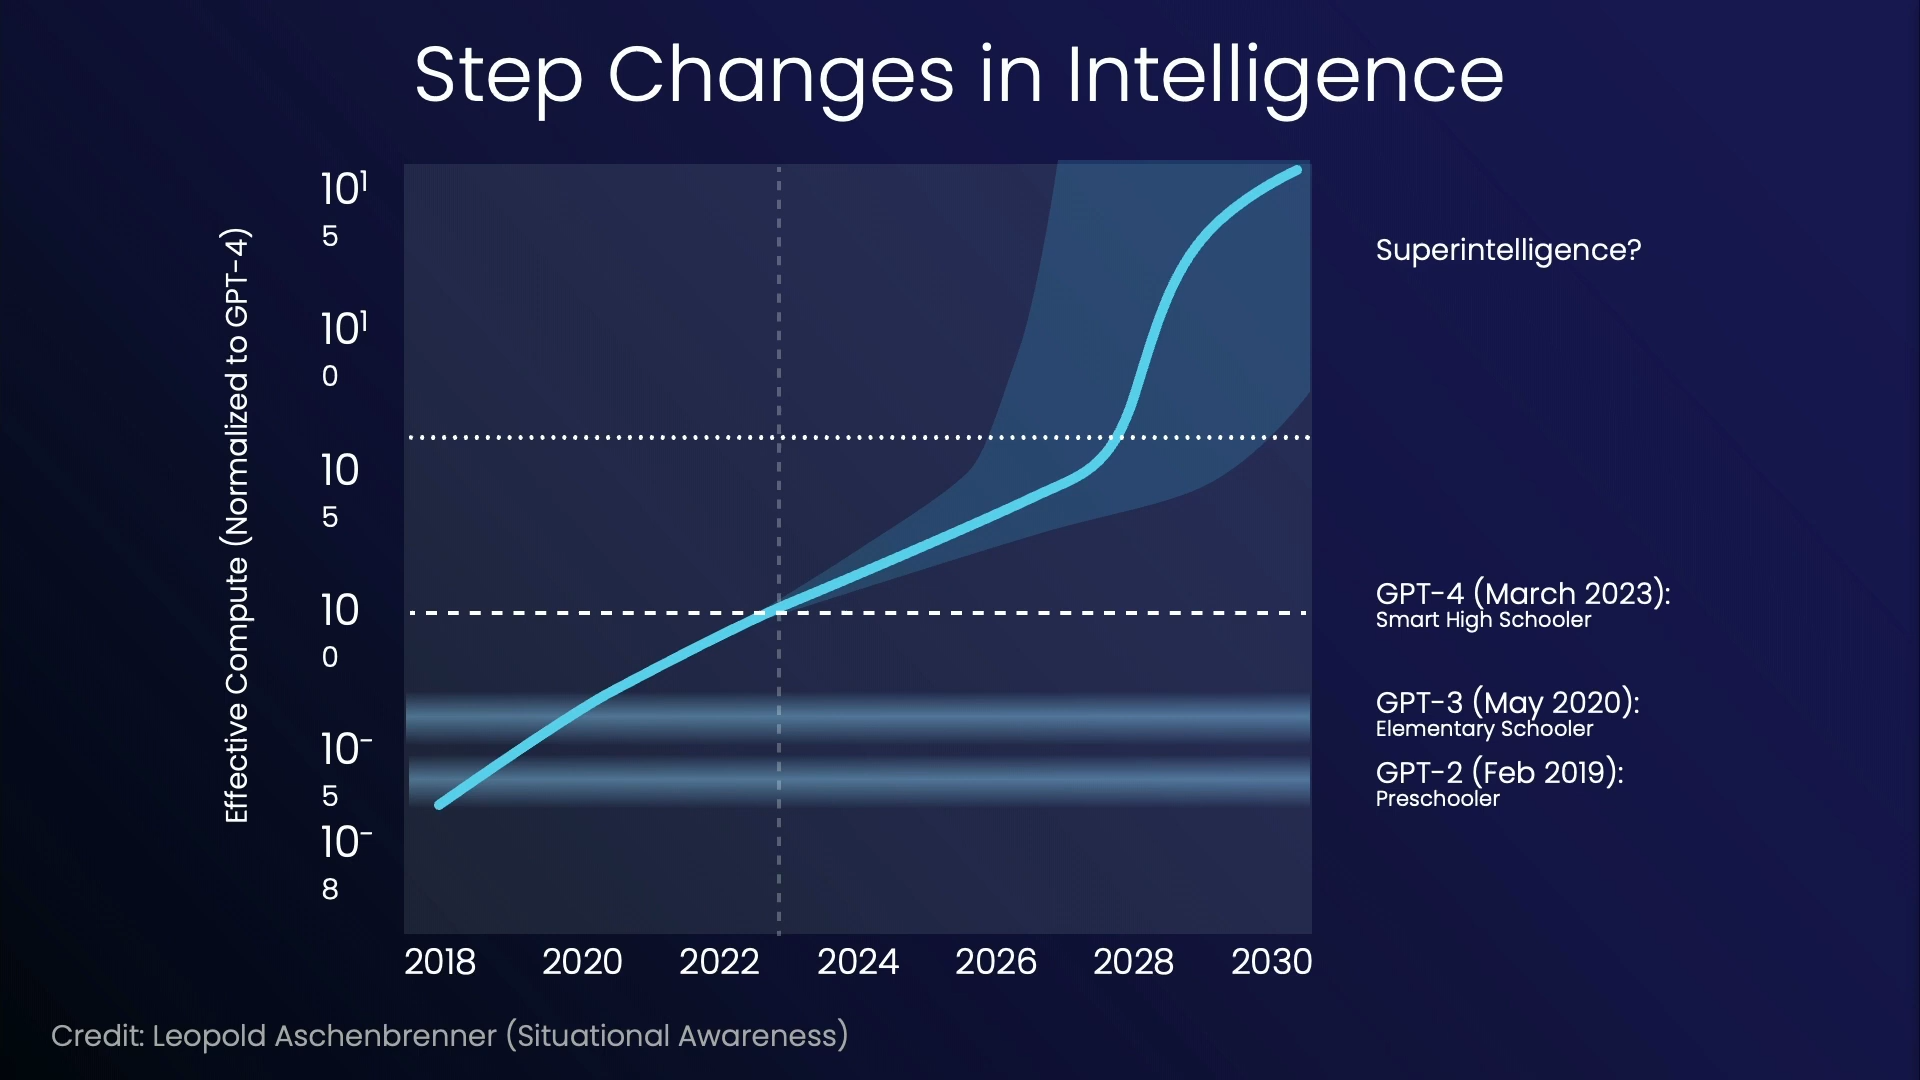 Step Changes in Intelligence
Effective Compute (Normalized to GPT-4)
10¹
5
10¹
0
10
5
10
0
10⁻
5
10⁻
8
Superintelligence?
GPT-4 (March 2023):
Smart High Schooler
GPT-3 (May 2020):
Elementary Schooler
GPT-2 (Feb 2019):
Preschooler
2018 2020 2022 2024 2026 2028 2030
Credit: Leopold Aschenbrenner (Situational Awareness)